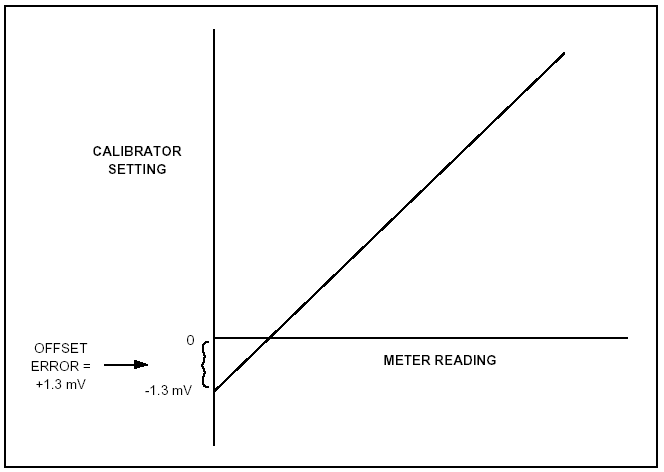 CALIBRATOR
SETTING
0
OFFSET
ERROR =
+1.3 mV
-1.3 mV
METER READING